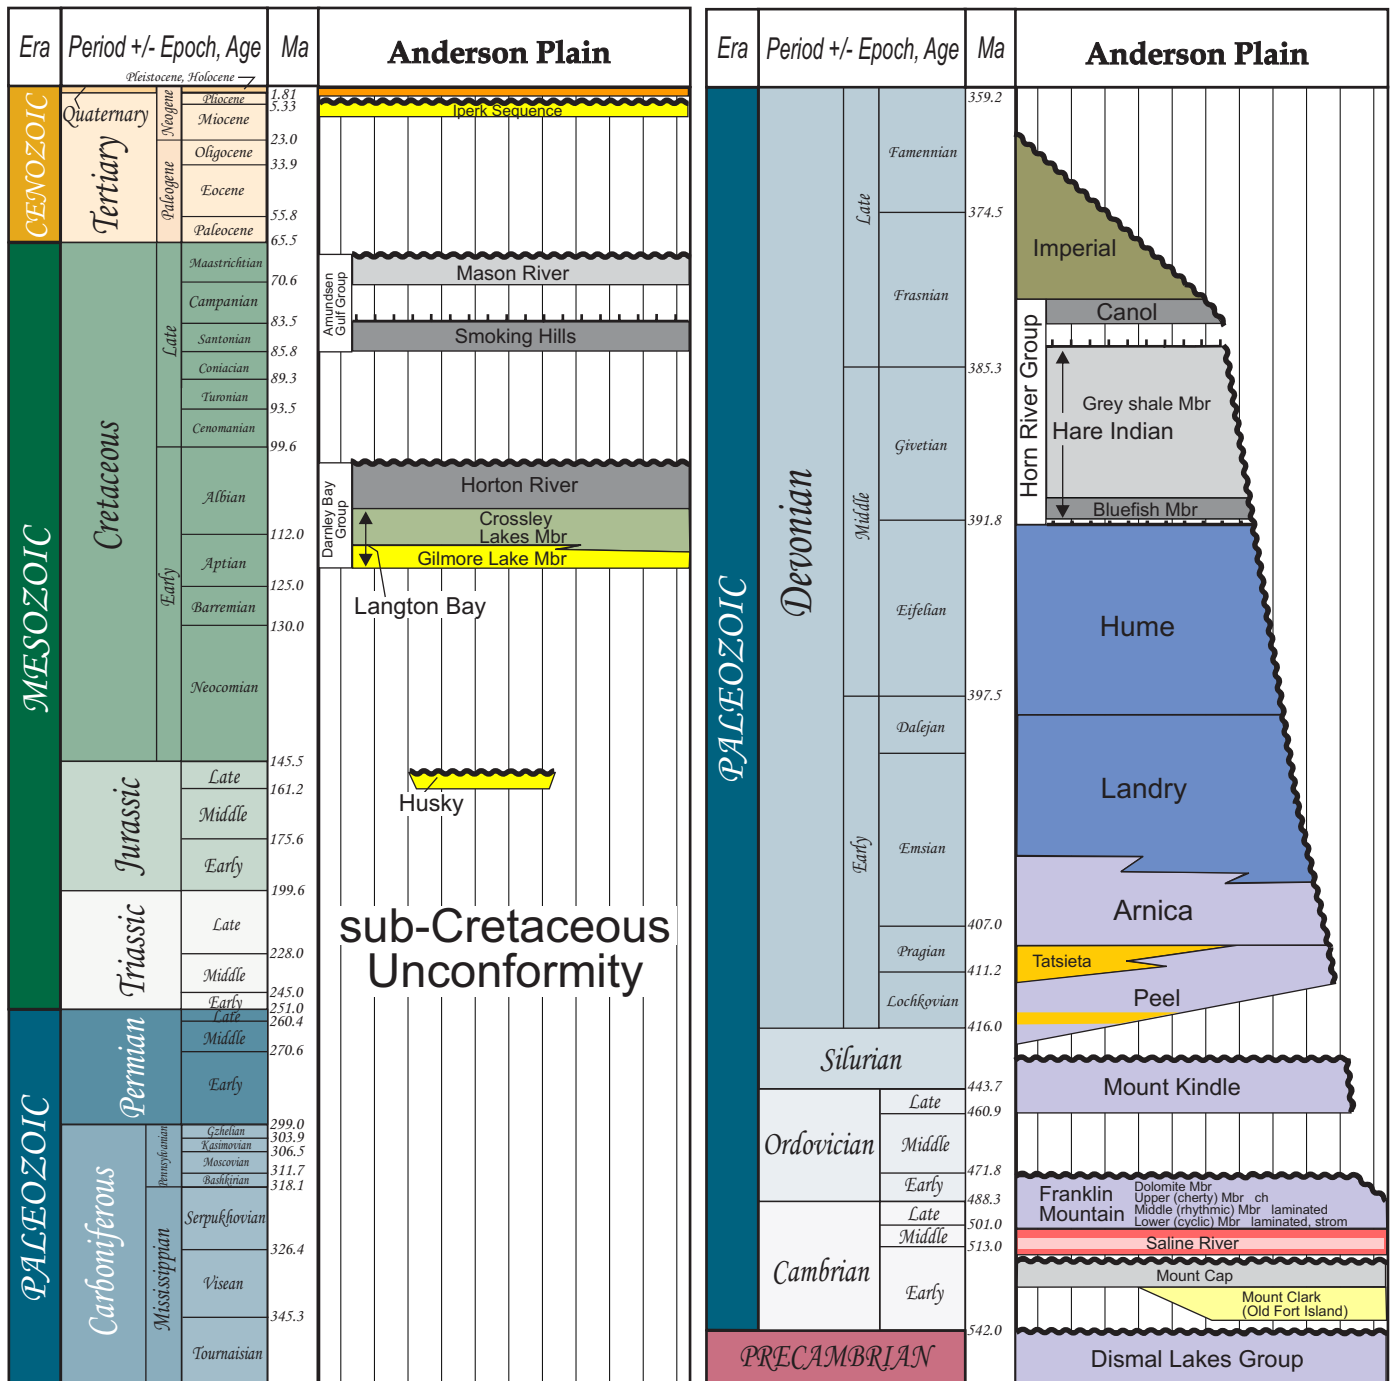 Era
Period +/- Epoch, Age
Ma
Anderson Plain
Pleistocene, Holocene
CENOZOIC
Quaternary
Tertiary
Neogene
Paleogene
Pliocene
Miocene
Oligocene
Eocene
Paleocene
1.81
5.33
23.0
33.9
55.8
65.5
Iperk Sequence
MESOZOIC
Cretaceous
Late
Maastrichtian
Campanian
Santonian
Coniacian
Turonian
Cenomanian
70.6
83.5
85.8
89.3
93.5
99.6
Early
Albian
Aptian
Barremian
Neocomian
112.0
125.0
130.0
145.5
Amundsen
Gulf Group
Mason River
Smoking Hills
Darnley Bay
Group
Horton River
Crossley
Lakes Mbr
Gilmore Lake Mbr
Langton Bay
Jurassic
Late
Middle
Early
161.2
175.6
199.6
Husky
Triassic
Late
Middle
Early
228.0
245.0
251.0
sub-Cretaceous
Unconformity
PALEOZOIC
Permian
Late
Middle
Early
260.4
270.6
299.0
Carboniferous
Pennsylvanian
Mississippian
Gzhelian
Kasimovian
Moscovian
Bashkirian
Serpukhovian
Visean
Tournaisian
303.9
306.5
311.7
318.1
326.4
345.3
Era
Period +/- Epoch, Age
Ma
Anderson Plain
PALEOZOIC
Devonian
Late
Famennian
Frasnian
359.2
374.5
385.3
Middle
Givetian
Eifelian
391.8
397.5
Early
Dalejan
Emsian
Pragian
Lochkovian
407.0
411.2
416.0
Imperial
Horn River Group
Canol
Grey shale Mbr
Hare Indian
Bluefish Mbr
Hume
Landry
Arnica
Tatsieta
Peel
Silurian
443.7
Mount Kindle
Ordovician
Late
Middle
Early
460.9
471.8
488.3
Franklin
Mountain
Dolomite Mbr
Upper (cherty) Mbr ch
Middle (rhythmic) Mbr laminated
Lower (cyclic) Mbr laminated, strom
Cambrian
Late
Middle
Early
501.0
513.0
542.0
Saline River
Mount Cap
Mount Clark
(Old Fort Island)
PRECAMBRIAN
Dismal Lakes Group